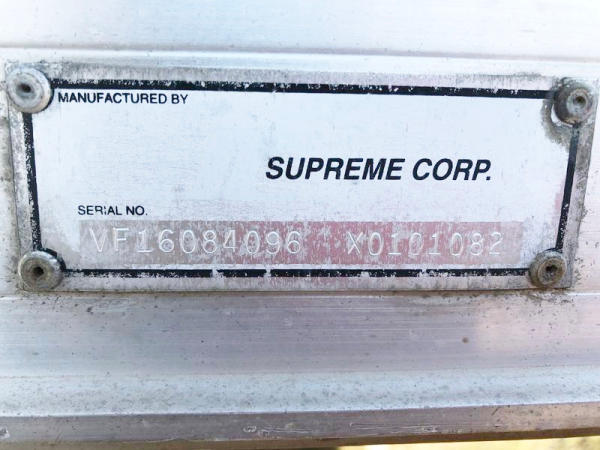 MANUFACTURED BY
SUPREME CORP.
SERIAL NO.
VF16084096 X0101082